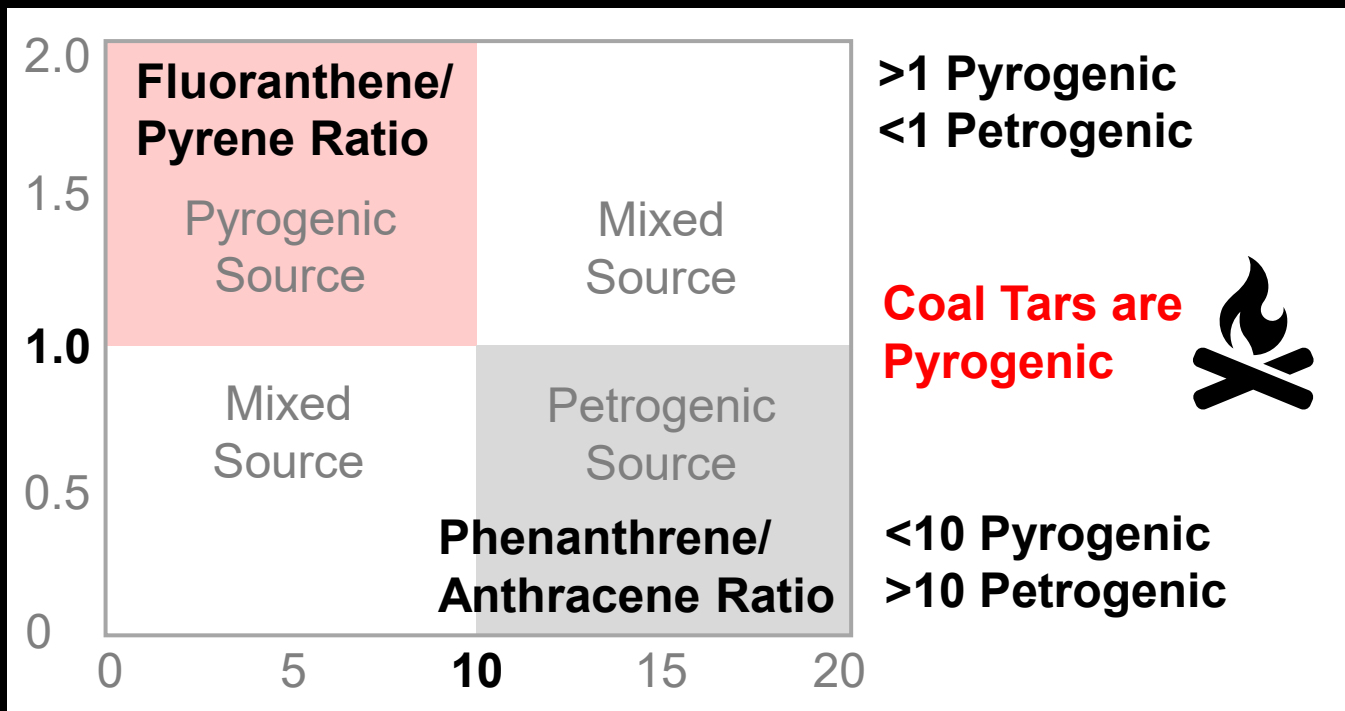 2.0
Fluoranthene/
Pyrene Ratio
>1 Pyrogenic
<1 Petrogenic
1.5
Pyrogenic
Source
Mixed
Source
Coal Tars are
Pyrogenic
1.0
Mixed
Source
Petrogenic
Source
0.5
Phenanthrene/
Anthracene Ratio
<10 Pyrogenic
>10 Petrogenic
0
0 5 10 15 20